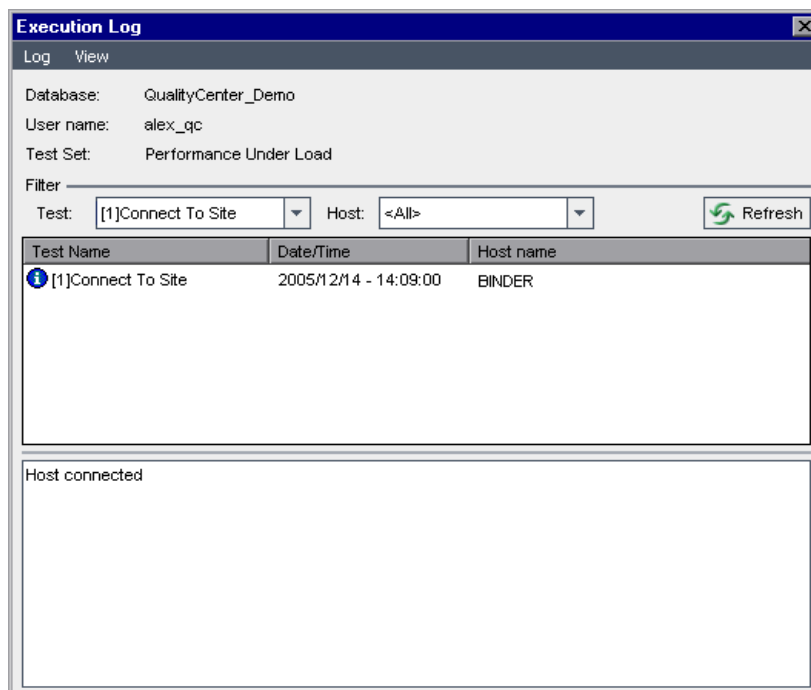 Execution Log
Log View
Database: QualityCenter_Demo
User name: alex_qc
Test Set: Performance Under Load
Filter
Test: [1]Connect To Site Host: <All> Refresh
Test Name Date/Time Host name
[1]Connect To Site 2005/12/14 - 14:09:00 BINDER
Host connected